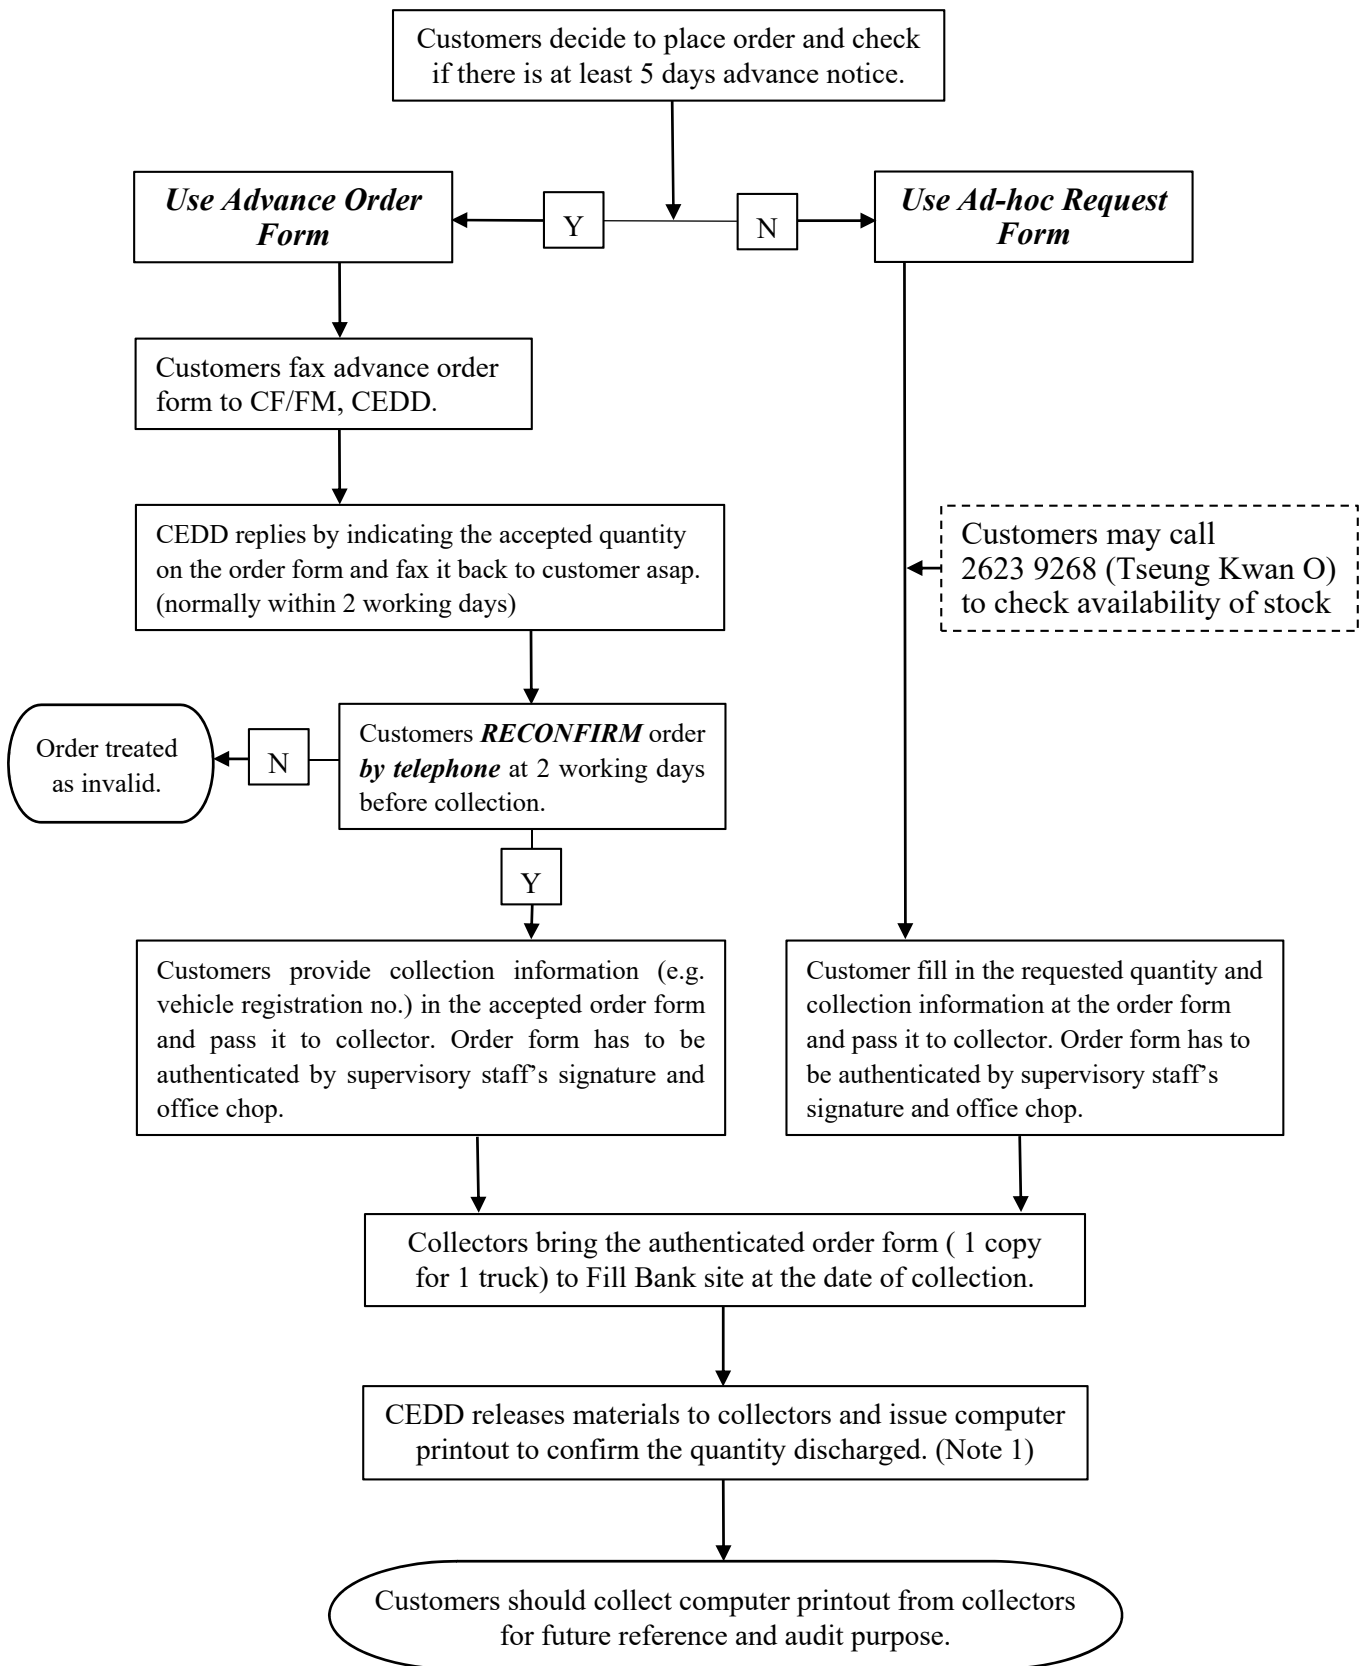 Customers decide to place order and check
if there is at least 5 days advance notice.
Use Advance Order
Form
Y
N
Use Ad-hoc Request
Form
Customers fax advance order
form to CF/FM, CEDD.
CEDD replies by indicating the accepted quantity
on the order form and fax it back to customer asap.
(normally within 2 working days)
Customers may call
2623 9268 (Tseung Kwan O)
to check availability of stock
Order treated
as invalid.
N
Customers RECONFIRM order
by telephone at 2 working days
before collection.
Y
Customers provide collection information (e.g.
vehicle registration no.) in the accepted order form
and pass it to collector. Order form has to be
authenticated by supervisory staff’s signature and
office chop.
Customer fill in the requested quantity and
collection information at the order form
and pass it to collector. Order form has to
be authenticated by supervisory staff’s
signature and office chop.
Collectors bring the authenticated order form ( 1 copy
for 1 truck) to Fill Bank site at the date of collection.
CEDD releases materials to collectors and issue computer
printout to confirm the quantity discharged. (Note 1)
Customers should collect computer printout from collectors
for future reference and audit purpose.